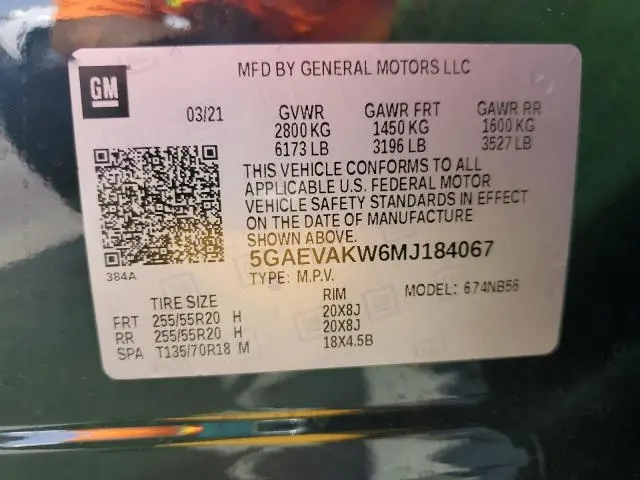 GM
MFD BY GENERAL MOTORS LLC
03/21 GVWR GAWR FRT GAWR RR
2800 KG 1450 KG 1600 KG
6173 LB 3196 LB 3527 LB
THIS VEHICLE CONFORMS TO ALL
APPLICABLE U.S. FEDERAL MOTOR
VEHICLE SAFETY STANDARDS IN EFFECT
ON THE DATE OF MANUFACTURE
SHOWN ABOVE.
384A
5GAEVAKW6MJ184067
TYPE: M.P.V.
MODEL: 674NB56
TIRE SIZE RIM
FRT 255/55R20 H 20X8J
RR 255/55R20 H 20X8J
SPA T135/70R18 M 18X4.5B